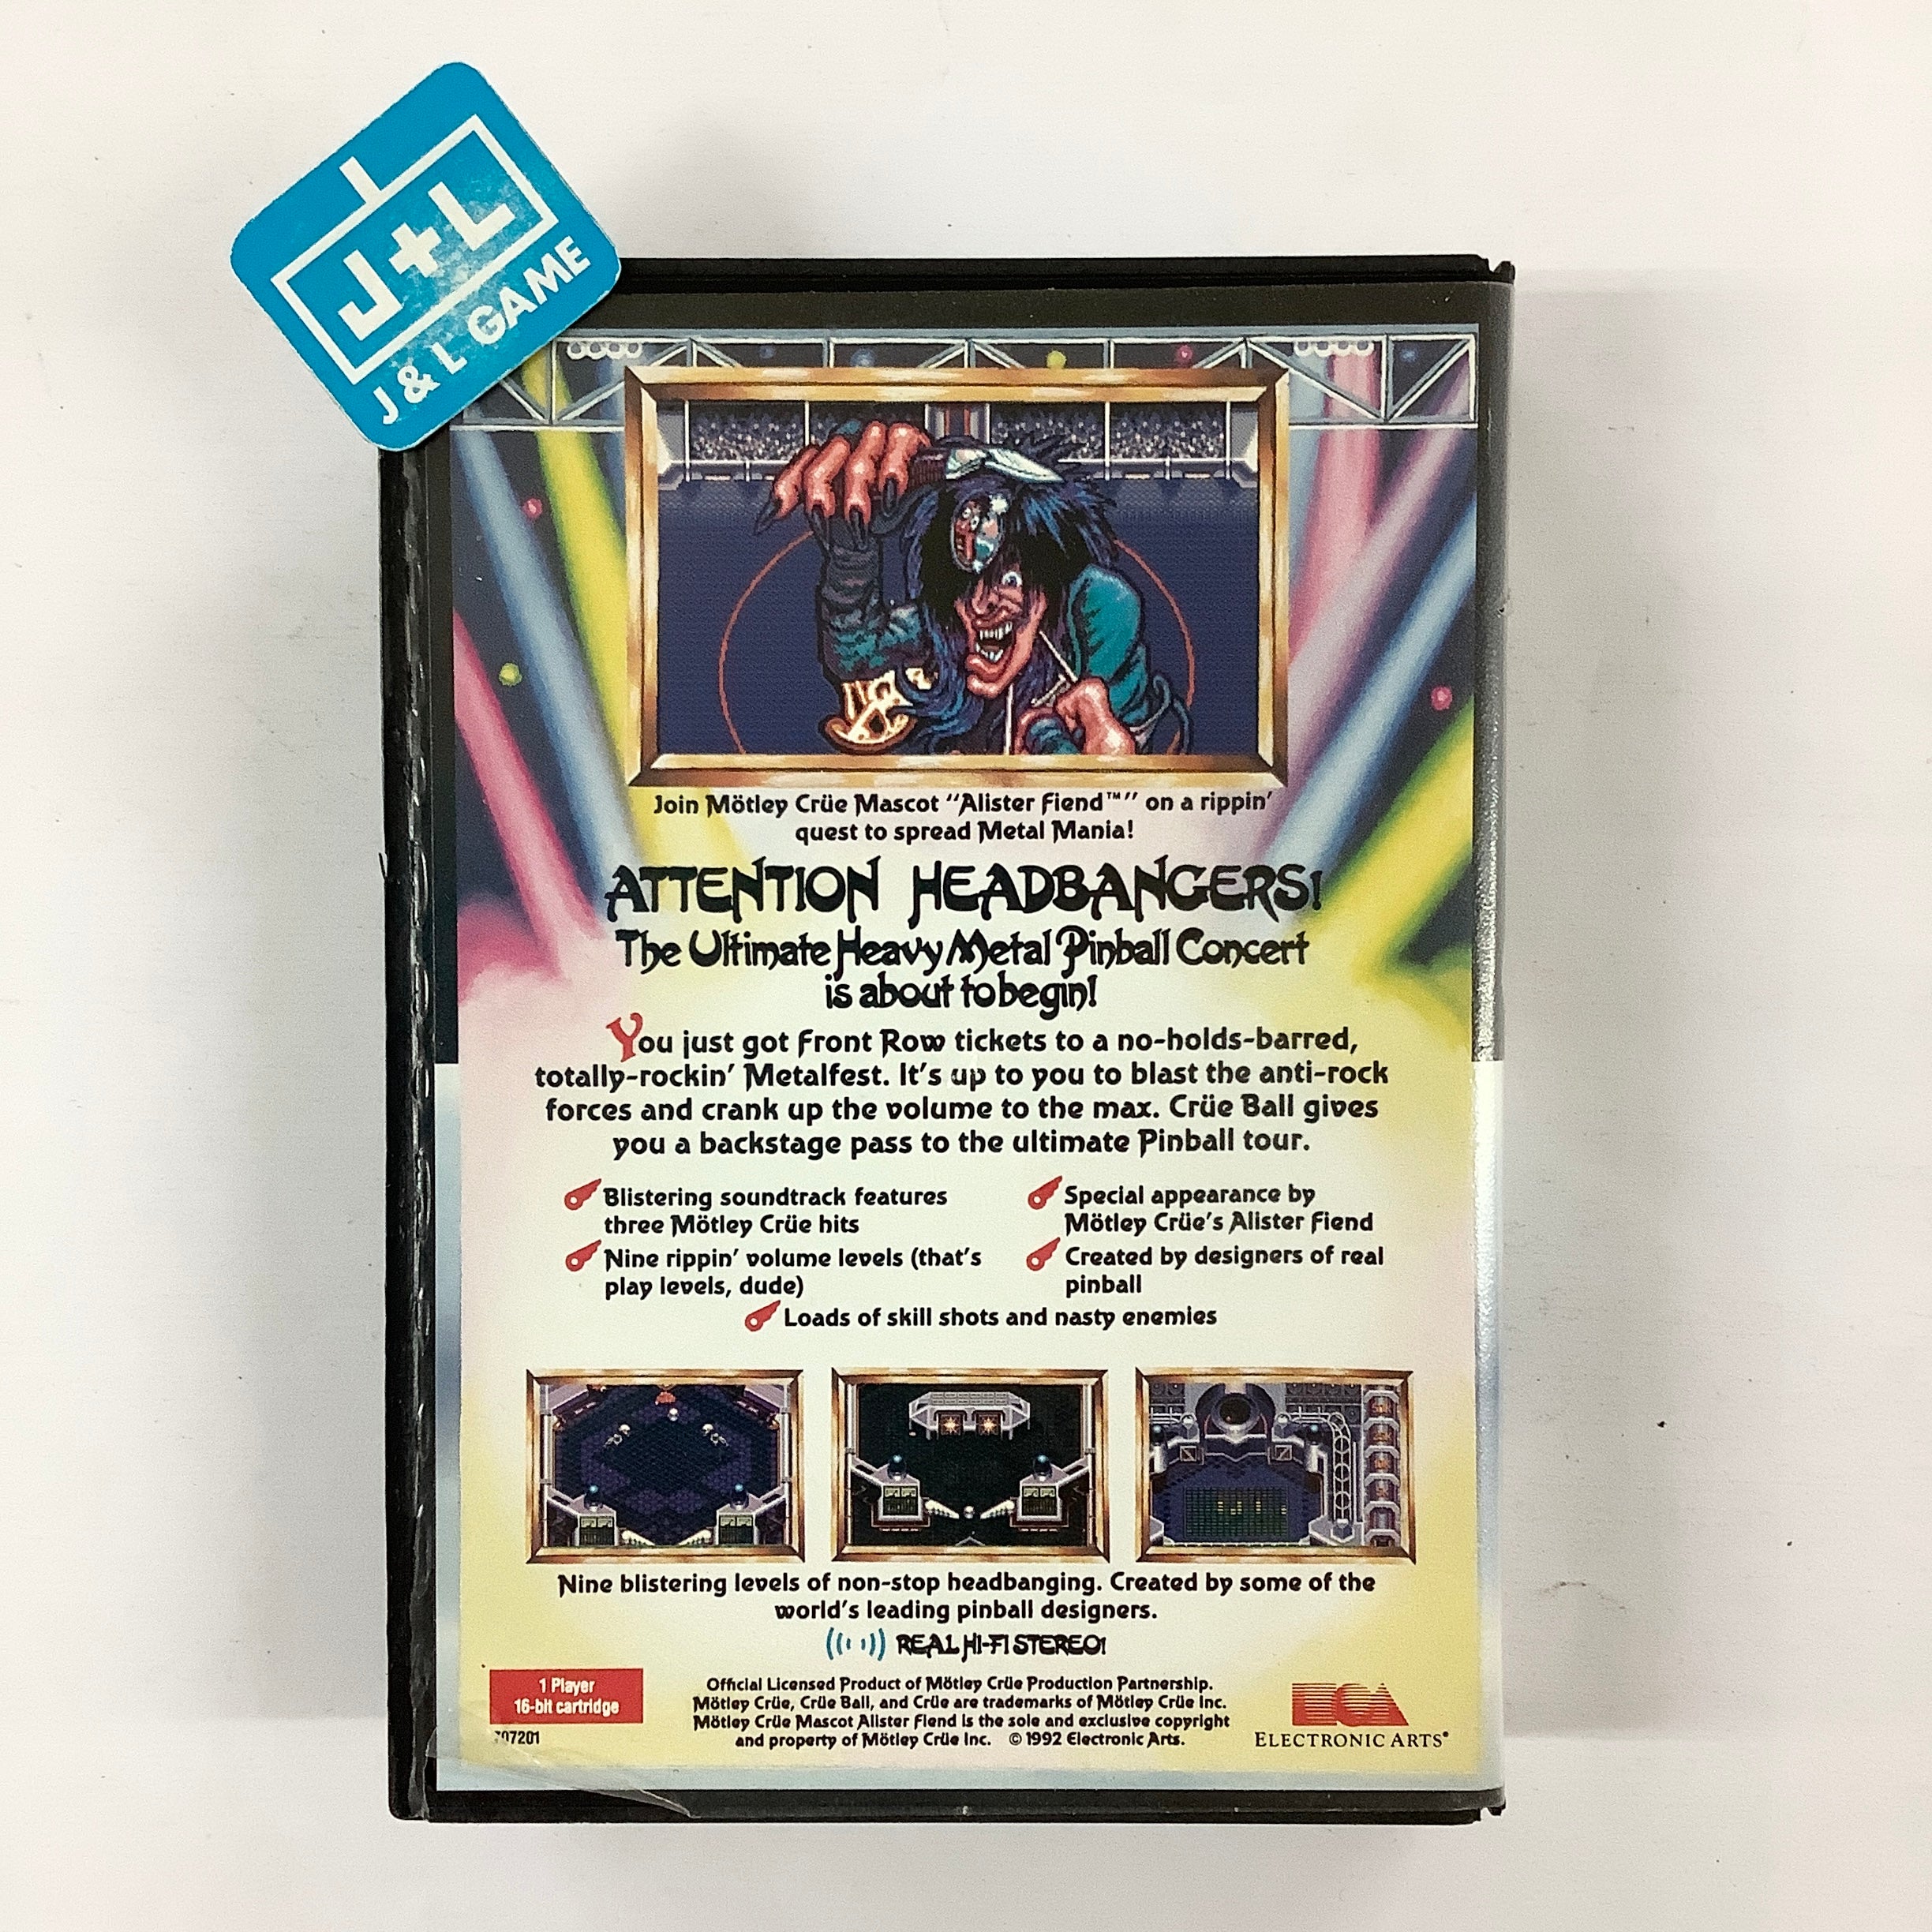 J+L
J & L GAME
Join Mötley Crüe Mascot "Alister Fiend™" on a rippin'
quest to spread Metal Mania!
ATTENTION HEADBANGERS!
The Ultimate Heavy Metal Pinball Concert
is about to begin!
You just got Front Row tickets to a no-holds-barred,
totally-rockin' Metalfest. It's up to you to blast the anti-rock
forces and crank up the volume to the max. Crüe Ball gives
you a backstage pass to the ultimate Pinball tour.
Blistering soundtrack features
three Mötley Crüe hits
Nine rippin' volume levels (that's
play levels, dude)
Special appearance by
Mötley Crüe's Alister Fiend
Created by designers of real
pinball
Loads of skill shots and nasty enemies
Nine blistering levels of non-stop headbanging. Created by some of the
world's leading pinball designers.
REAL HI-FI STEREO!
1 Player
16-bit cartridge
707201
Official Licensed Product of Mötley Crüe Production Partnership.
Mötley Crüe, Crüe Ball, and Crüe are trademarks of Mötley Crüe Inc.
Mötley Crüe Mascot Alister Fiend is the sole and exclusive copyright
and property of Mötley Crüe Inc. © 1992 Electronic Arts.
EA
ELECTRONIC ARTS®